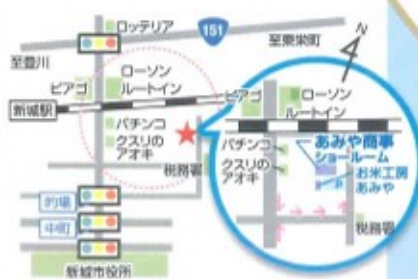 ロッテリア
151
至東栄町
N
至豊川
ピアゴ
ローソン
ルートイン
新城駅
パチンコ
クスリの
アオキ
税務署
的場
中町
新城市役所
ピアゴ
ローソン
ルートイン
パチンコ
クスリの
アオキ
あみや商事
ショールーム
お米工房
あみや
P
税務署